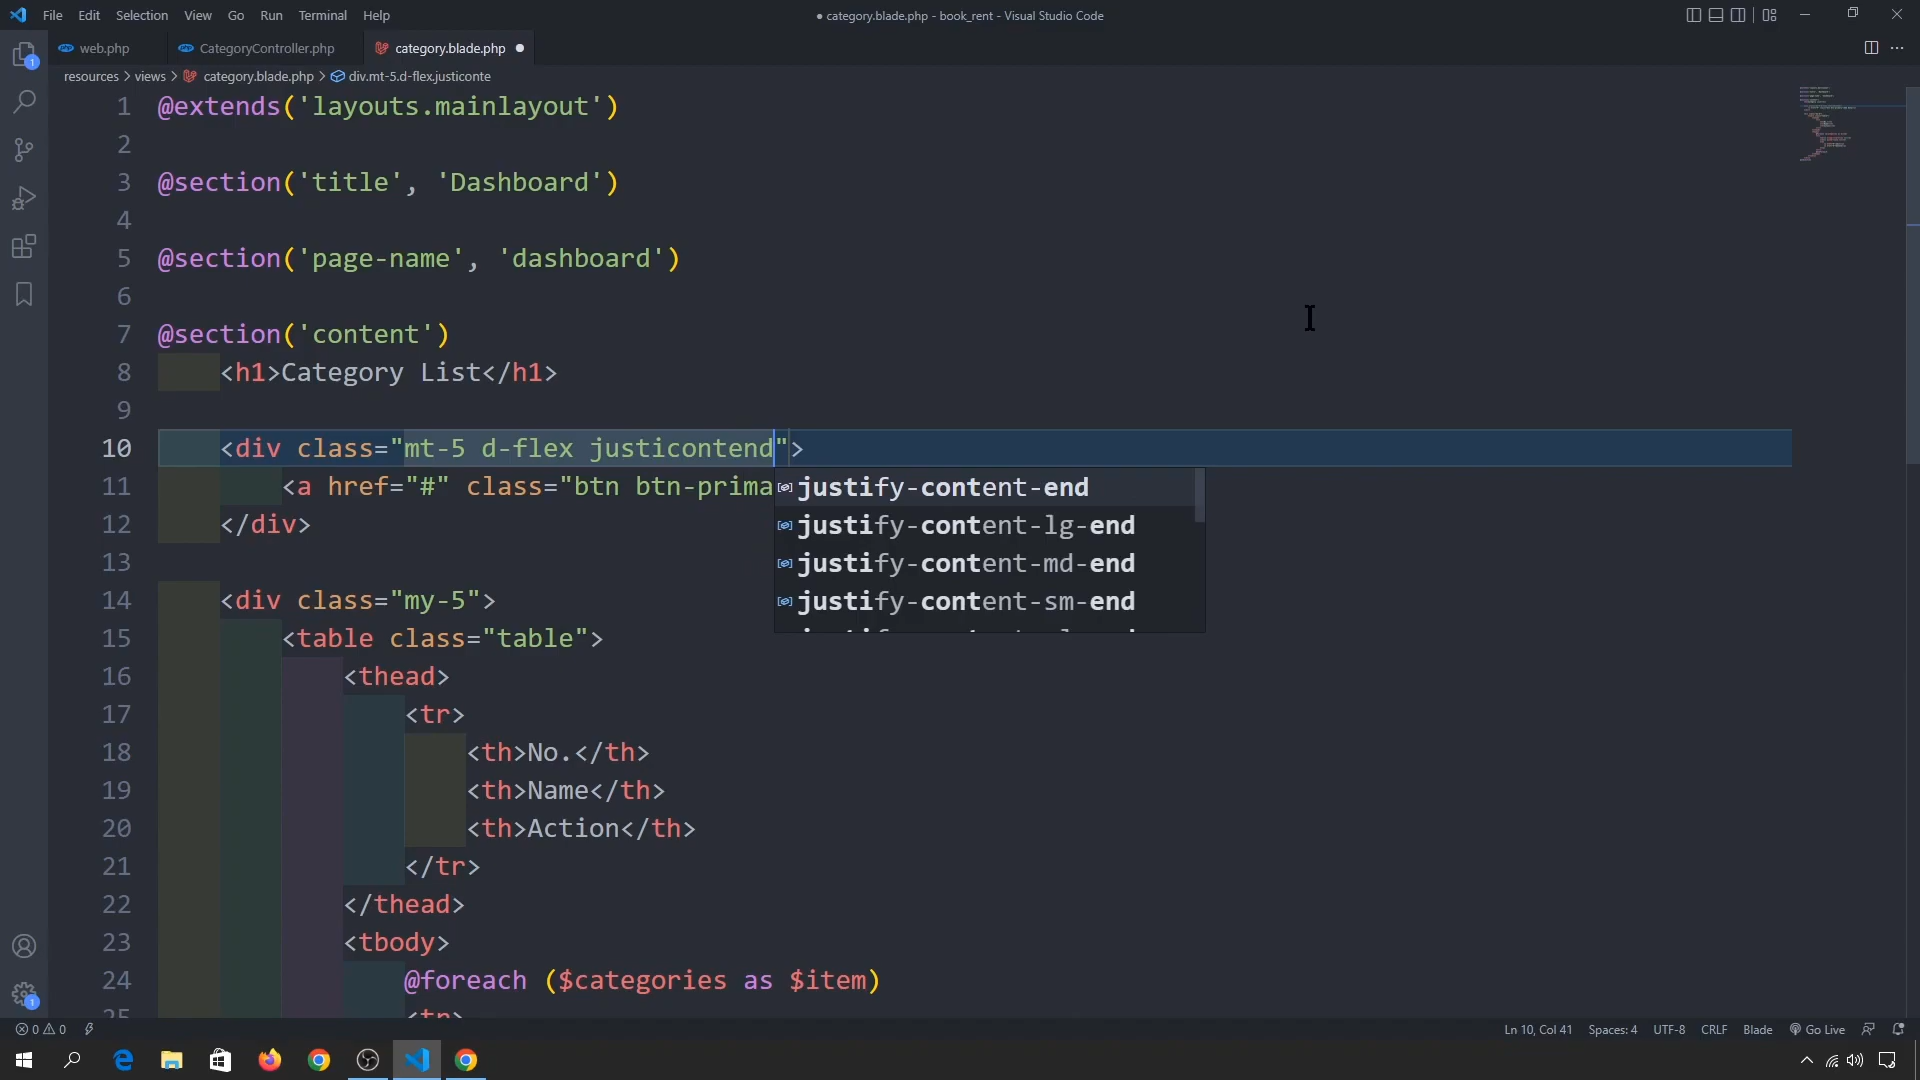 File Edit Selection View Go Run Terminal Help
● category.blade.php - book_rent - Visual Studio Code
web.php
CategoryController.php
category.blade.php
resources > views > category.blade.php > div.mt-5.d-flex.justiconte
1 @extends('layouts.mainlayout')
2
3 @section('title', 'Dashboard')
4
5 @section('page-name', 'dashboard')
6
7 @section('content')
8 <h1>Category List</h1>
9
10 <div class="mt-5 d-flex justicontend">
11 <a href="#" class="btn btn-prima
justify-content-end
justify-content-lg-end
justify-content-md-end
justify-content-sm-end
12 </div>
13
14 <div class="my-5">
15 <table class="table">
16 <thead>
17 <tr>
18 <th>No.</th>
19 <th>Name</th>
20 <th>Action</th>
21 </tr>
22 </thead>
23 <tbody>
24 @foreach ($categories as $item)
25 <tr>
1
1
0 0
Ln 10, Col 41 Spaces: 4 UTF-8 CRLF Blade Go Live